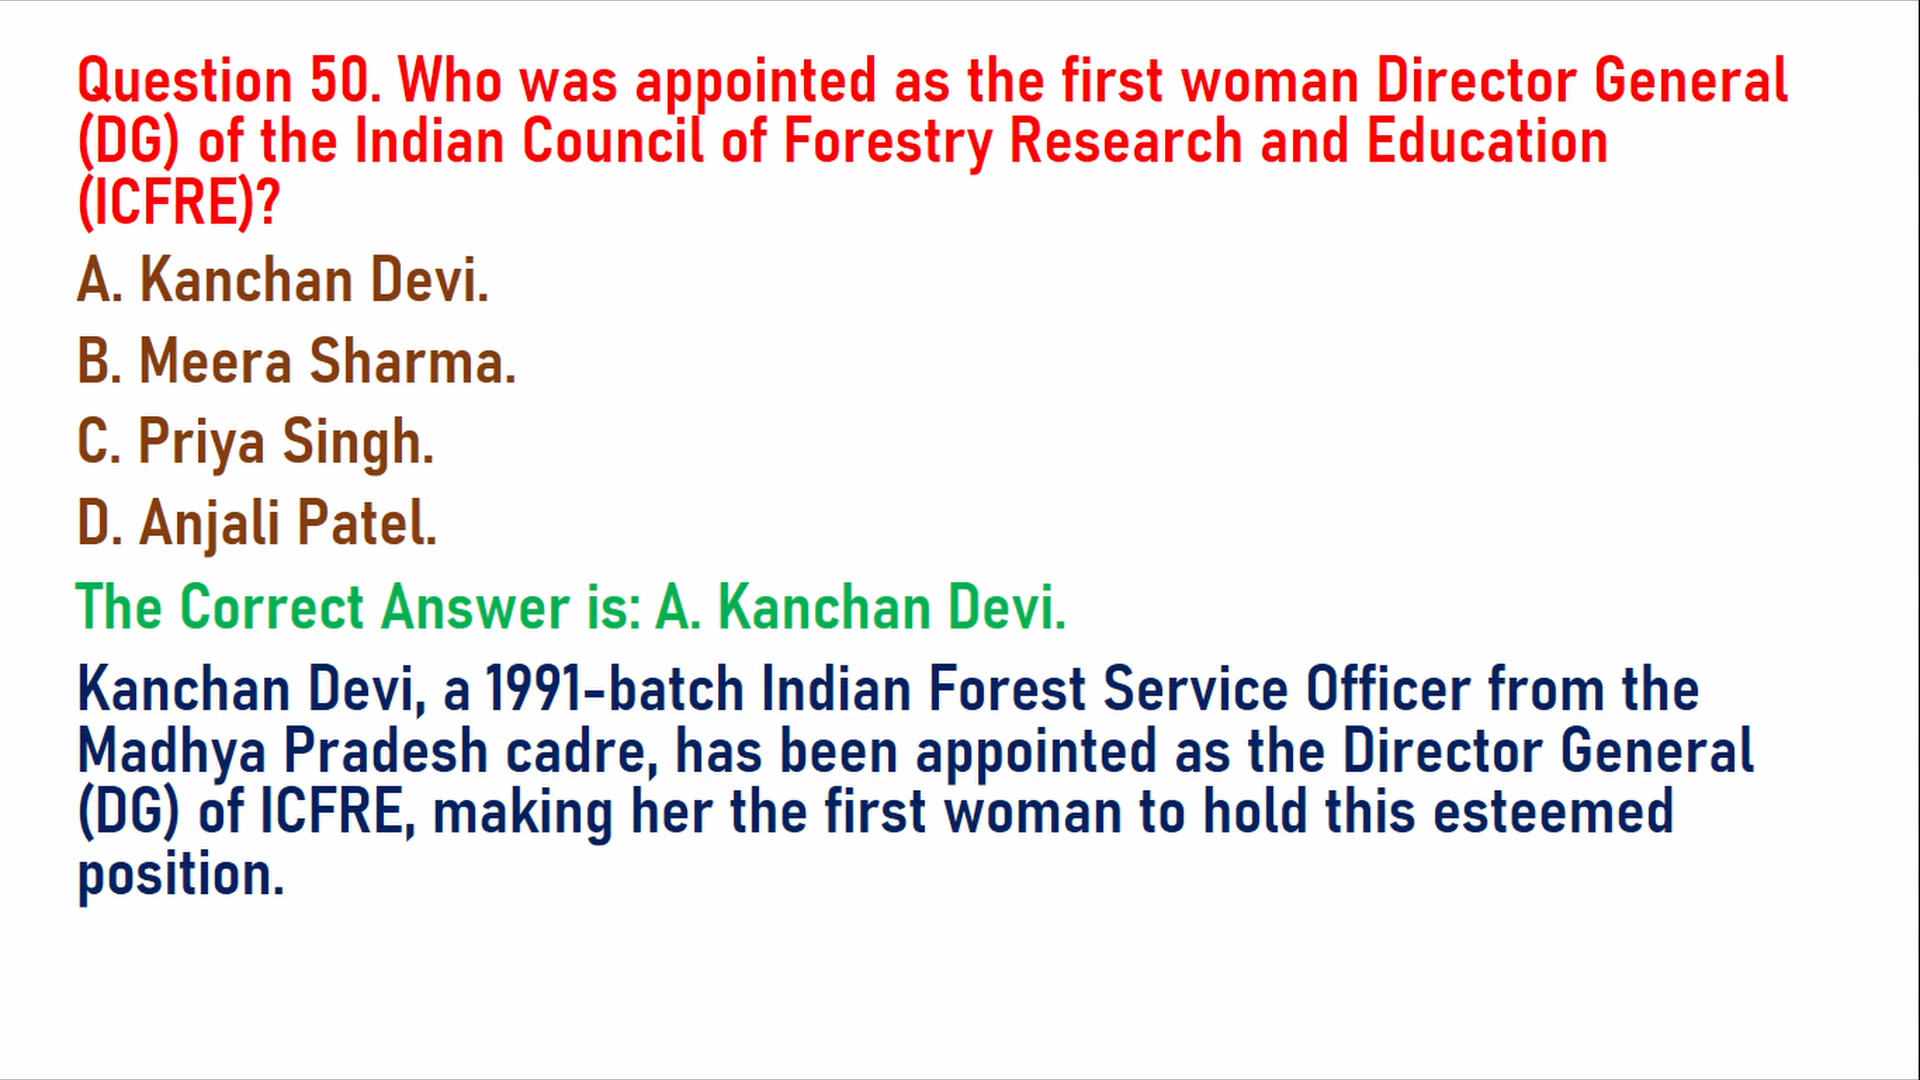 Question 50. Who was appointed as the first woman Director General
(DG) of the Indian Council of Forestry Research and Education
(ICFRE)?
A. Kanchan Devi.
B. Meera Sharma.
C. Priya Singh.
D. Anjali Patel.
The Correct Answer is: A. Kanchan Devi.
Kanchan Devi, a 1991-batch Indian Forest Service Officer from the
Madhya Pradesh cadre, has been appointed as the Director General
(DG) of ICFRE, making her the first woman to hold this esteemed
position.